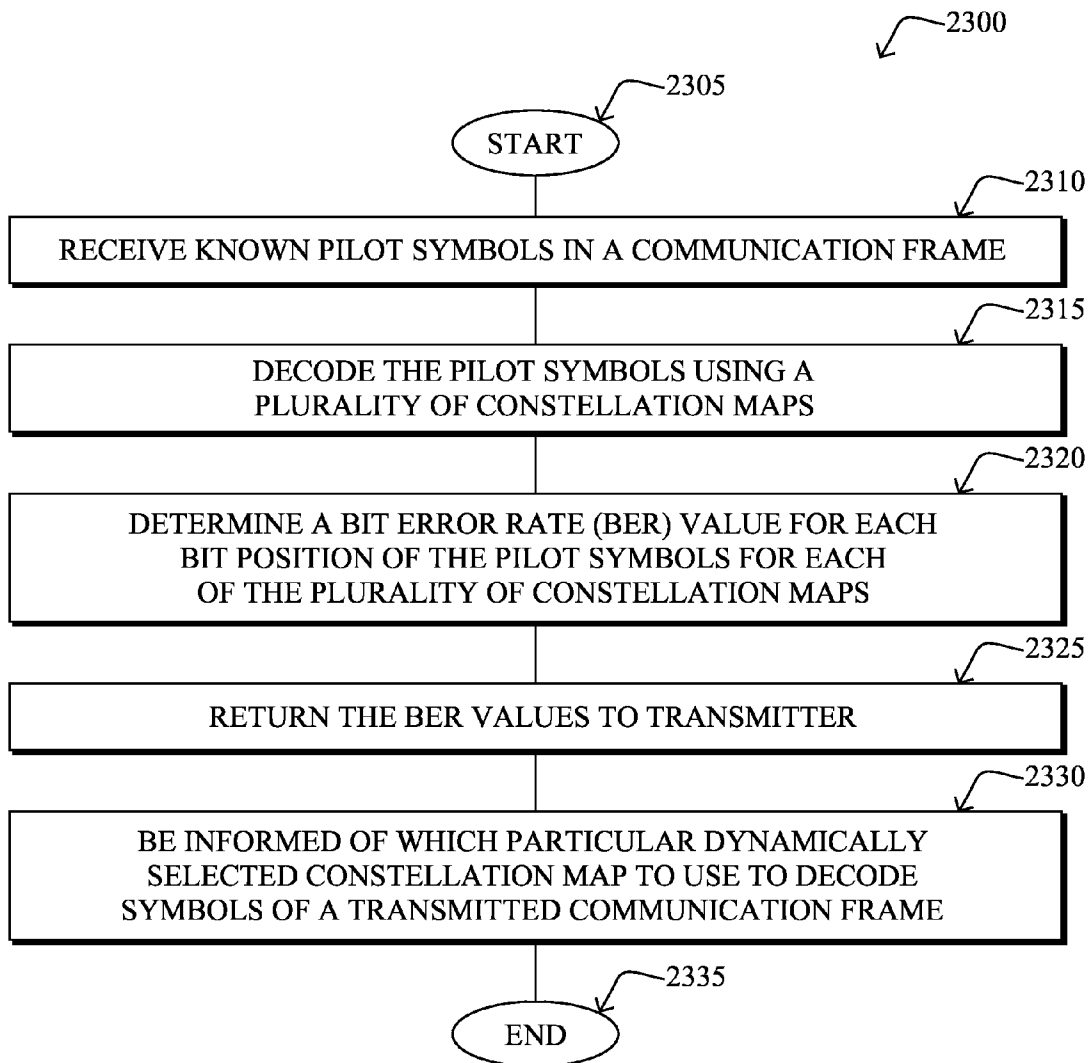 2300
2305
START
2310
RECEIVE KNOWN PILOT SYMBOLS IN A COMMUNICATION FRAME
2315
DECODE THE PILOT SYMBOLS USING A
PLURALITY OF CONSTELLATION MAPS
2320
DETERMINE A BIT ERROR RATE (BER) VALUE FOR EACH
BIT POSITION OF THE PILOT SYMBOLS FOR EACH
OF THE PLURALITY OF CONSTELLATION MAPS
2325
RETURN THE BER VALUES TO TRANSMITTER
2330
BE INFORMED OF WHICH PARTICULAR DYNAMICALLY
SELECTED CONSTELLATION MAP TO USE TO DECODE
SYMBOLS OF A TRANSMITTED COMMUNICATION FRAME
2335
END